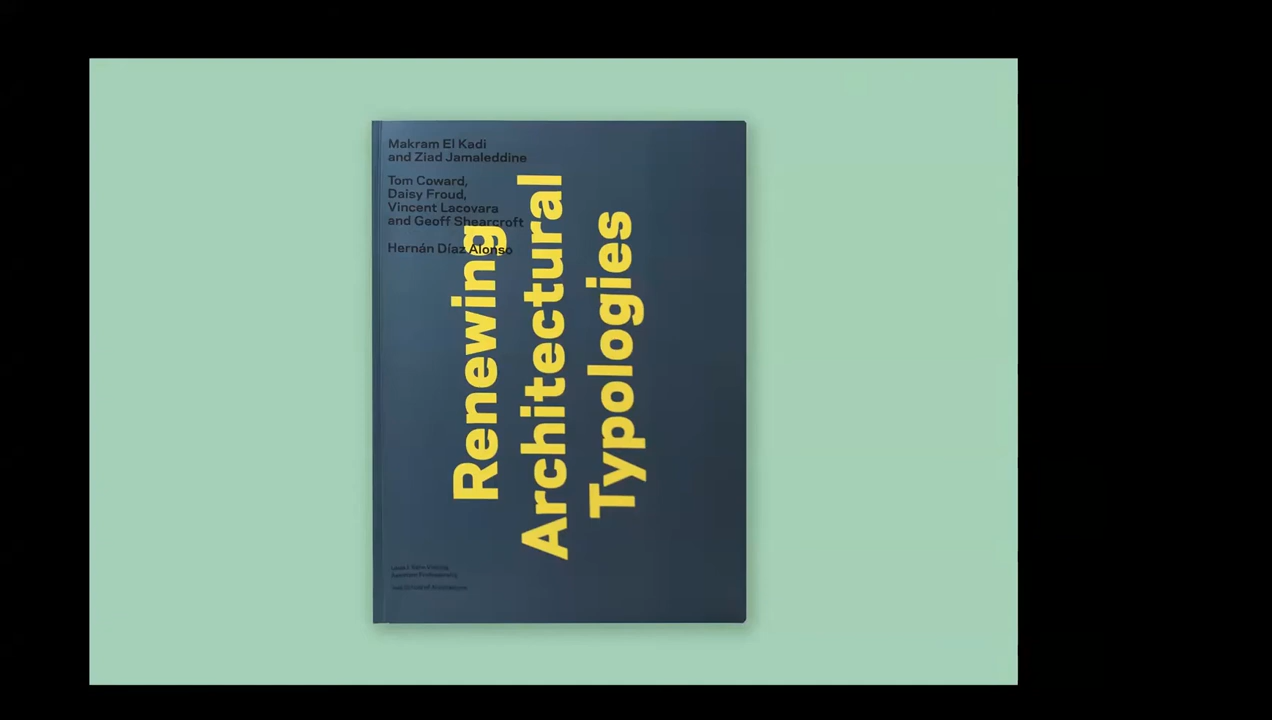 Makram El Kadi
and Ziad Jamaleddine
Tom Coward,
Daisy Froud,
Vincent Lacovara
and Geoff Shearcroft
Hernán Díaz Alonso
Renewing
Architectural
Typologies